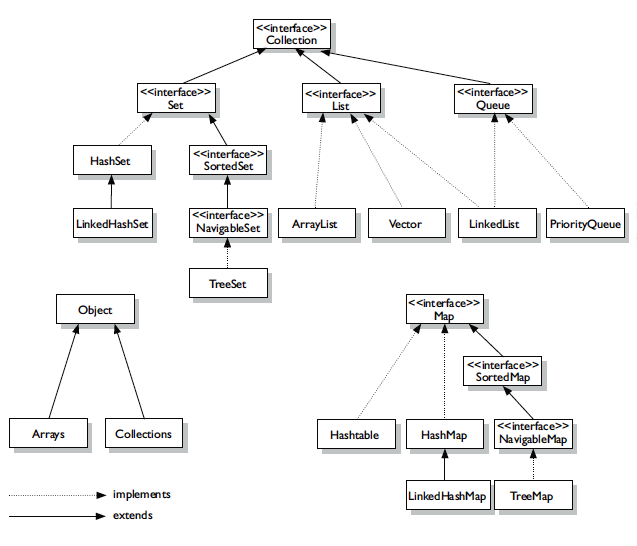 <<interface>>
Collection
<<interface>>
Set
<<interface>>
List
<<interface>>
Queue
HashSet
<<interface>>
SortedSet
LinkedHashSet
<<interface>>
NavigableSet
ArrayList
Vector
LinkedList
PriorityQueue
TreeSet
Object
<<interface>>
Map
<<interface>>
SortedMap
Arrays
Collections
Hashtable
HashMap
<<interface>>
NavigableMap
LinkedHashMap
TreeMap
implements
extends